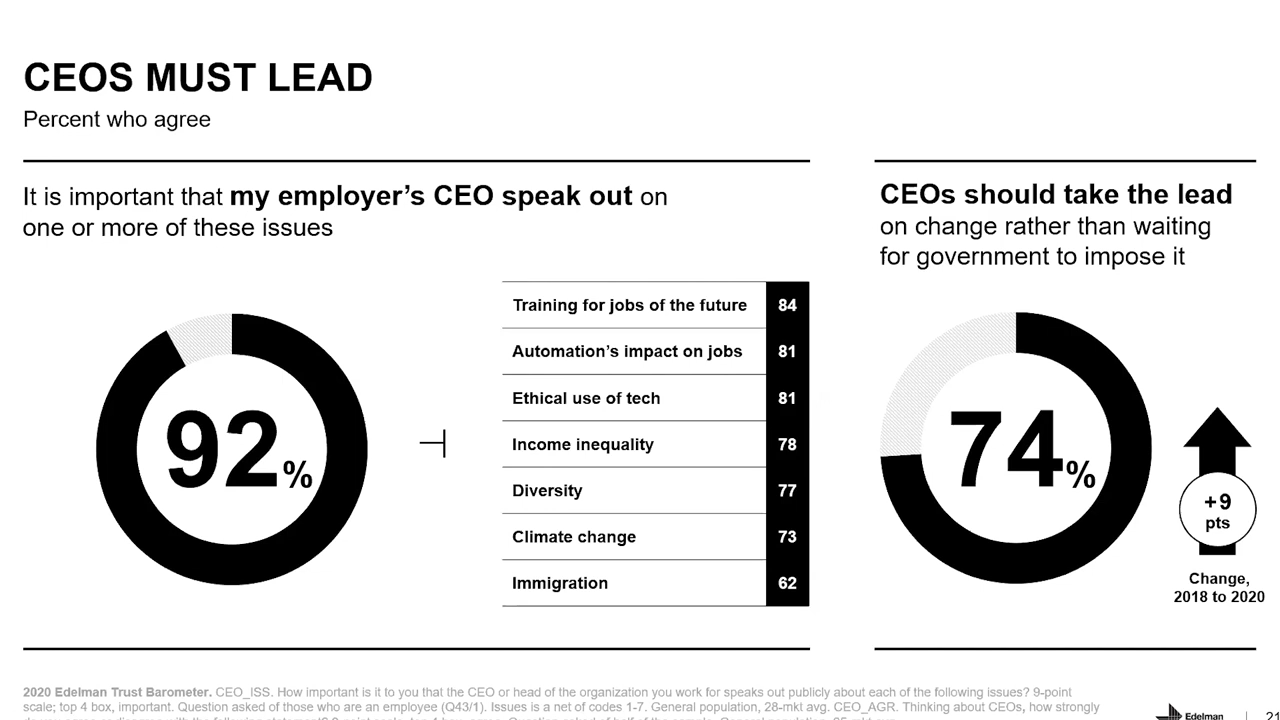 CEOS MUST LEAD
Percent who agree
It is important that my employer’s CEO speak out on
one or more of these issues
92%
Training for jobs of the future 84
Automation’s impact on jobs 81
Ethical use of tech 81
Income inequality 78
Diversity 77
Climate change 73
Immigration 62
CEOs should take the lead
on change rather than waiting
for government to impose it
74%
+9
pts
Change,
2018 to 2020
2020 Edelman Trust Barometer. CEO_ISS. How important is it to you that the CEO or head of the organization you work for speaks out publicly about each of the following issues? 9-point
scale; top 4 box, important. Question asked of those who are an employee (Q43/1). Issues is a net of codes 1-7. General population, 28-mkt avg. CEO_AGR. Thinking about CEOs, how strongly
Edelman